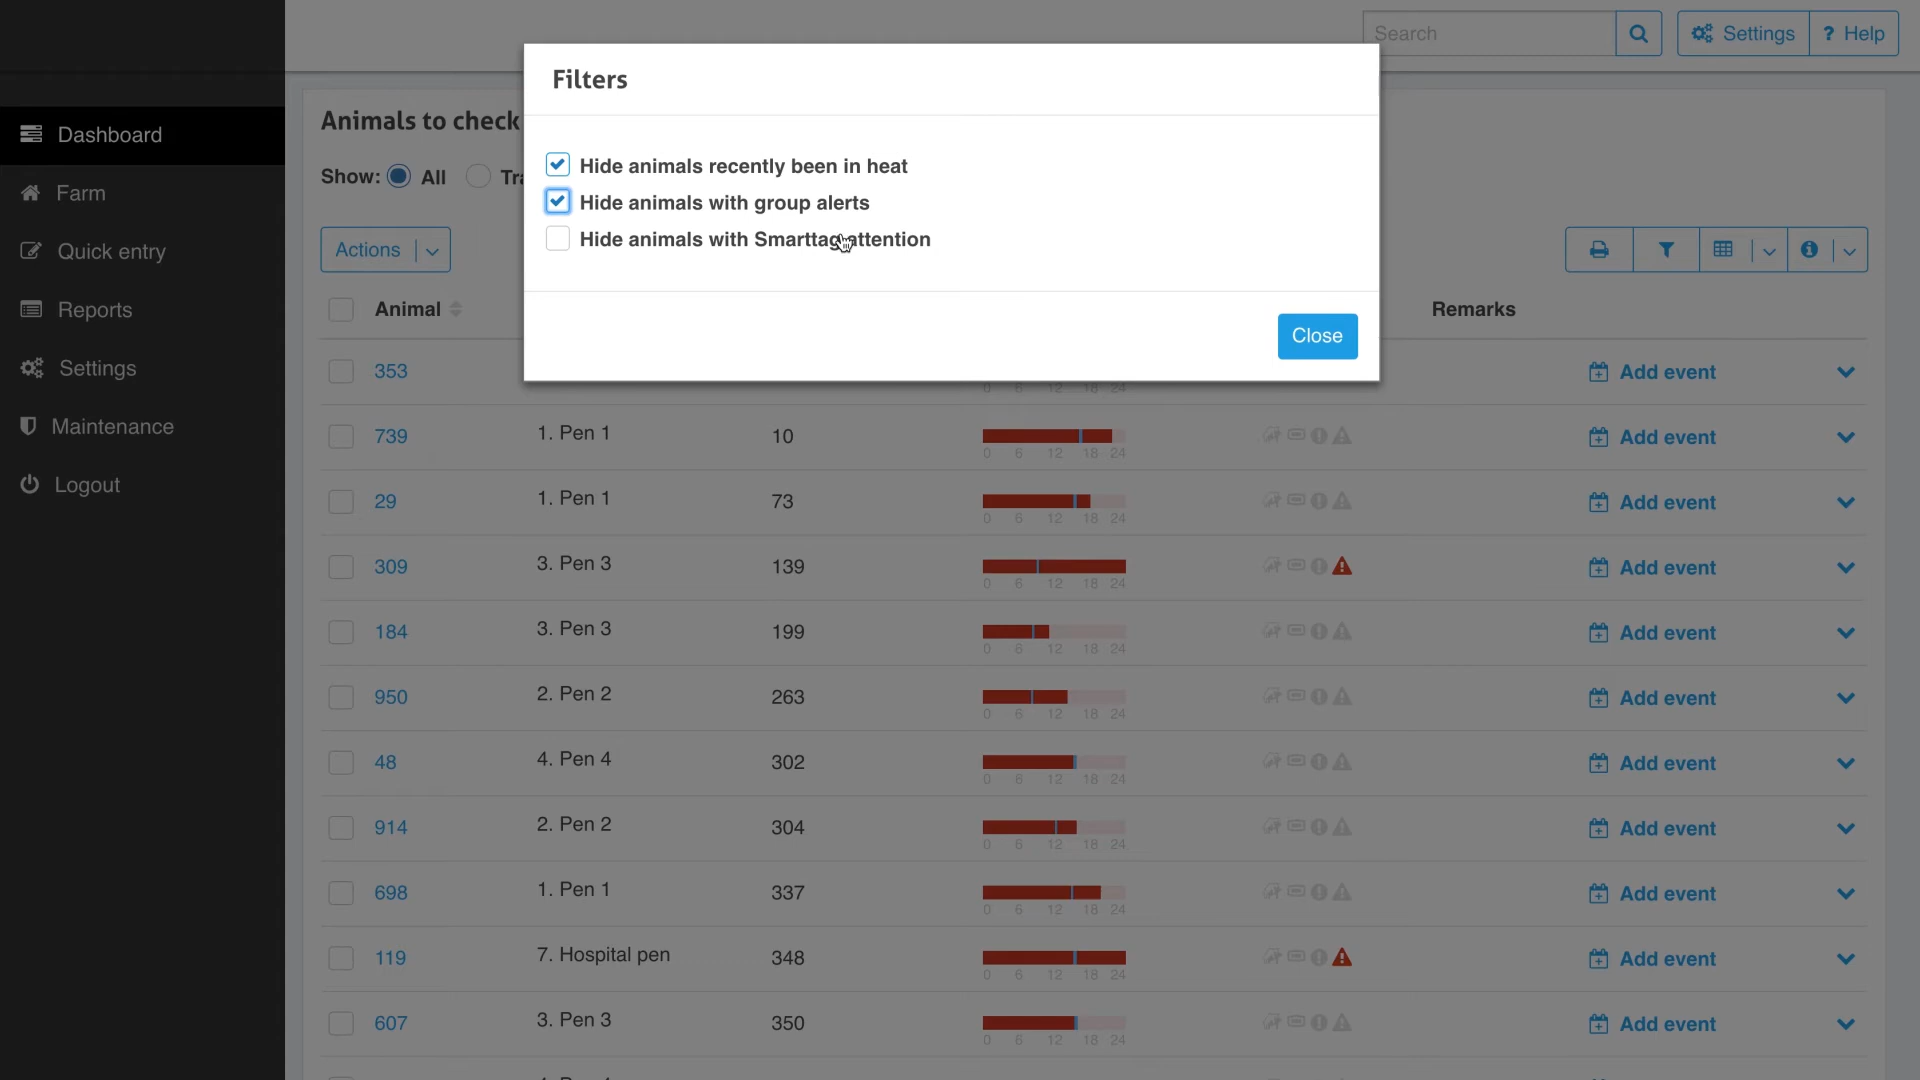 Search
Settings
? Help
Filters
Animals to check
Dashboard
Hide animals recently been in heat
Show: All
Farm
Hide animals with group alerts
Hide animals with Smarttag attention
Actions
Quick entry
Reports
Animal
Remarks
Close
Settings
353
0 6 12 18 24
Add event
Maintenance
739 1. Pen 1 10 Add event
0 6 12 18 24
Logout
29 1. Pen 1 73 Add event
0 6 12 18 24
309 3. Pen 3 139 Add event
0 6 12 18 24
184 3. Pen 3 199 Add event
0 6 12 18 24
950 2. Pen 2 263 Add event
0 6 12 18 24
48 4. Pen 4 302 Add event
0 6 12 18 24
914 2. Pen 2 304 Add event
0 6 12 18 24
698 1. Pen 1 337 Add event
0 6 12 18 24
119 7. Hospital pen 348 Add event
0 6 12 18 24
607 3. Pen 3 350 Add event
0 6 12 18 24